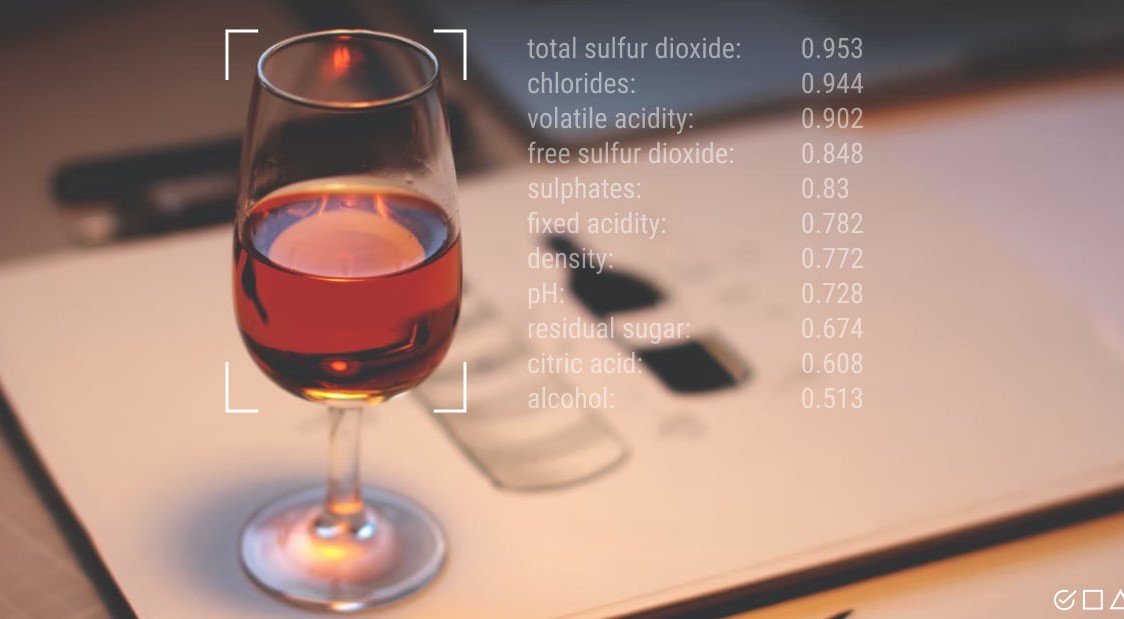 total sulfur dioxide: 0.953
chlorides: 0.944
volatile acidity: 0.902
free sulfur dioxide: 0.848
sulphates: 0.83
fixed acidity: 0.782
density: 0.772
pH: 0.728
residual sugar: 0.674
citric acid: 0.608
alcohol: 0.513